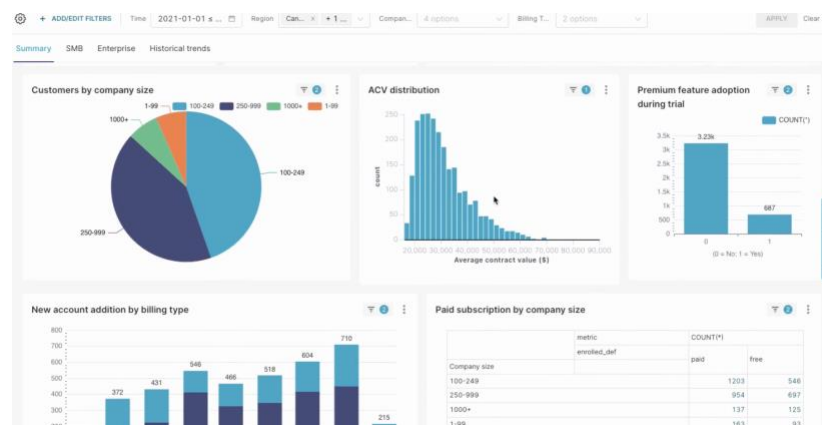 + ADD/EDIT FILTERS Time 2021-01-01 ≤ ... Region Can... × + 1 ... Compan... 4 options Billing T... 2 options APPLY Clear
Summary SMB Enterprise Historical trends
Customers by company size 2
1-99 100-249 250-999 1000+ 1-99
1000+
100-249
250-999
ACV distribution 1
250
200
150
100
50
0
count
20,000 30,000 40,000 50,000 60,000 70,000 80,000 90,000
Average contract value ($)
Premium feature adoption 2
during trial
COUNT(*)
3.5k
3k
2.5k
2k
1.5k
1k
500
0
3.23k
687
0 1
(0 = No; 1 = Yes)
New account addition by billing type 2
800
700
600
500
400
300
372 431 546 466 518 604 710 215
Paid subscription by company size 2
metric COUNT(*)
enrolled_def paid free
Company size
100-249 1203 546
250-999 954 697
1000+ 137 125
1-99 163 93